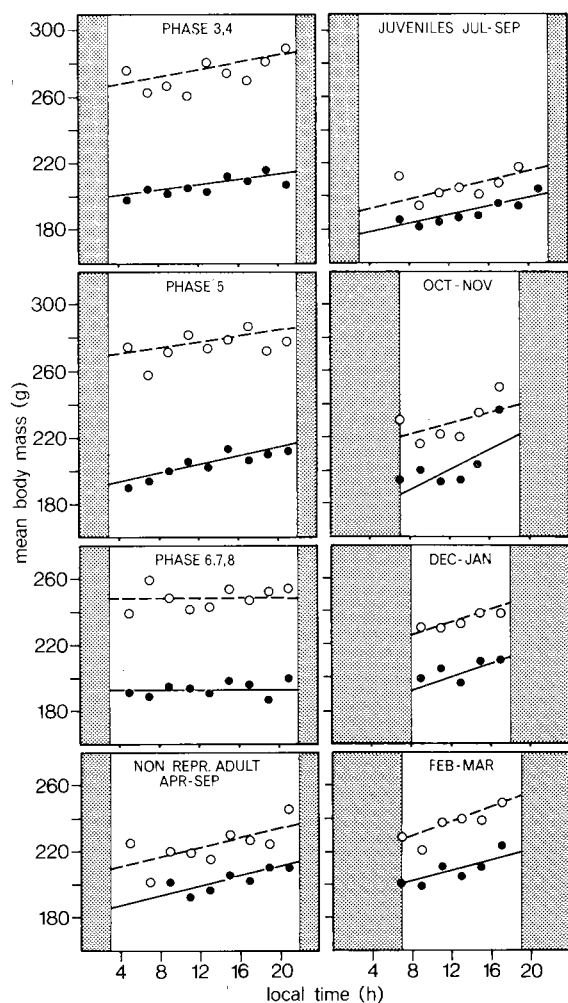 PHASE 3,4
JUVENILES JUL-SEP
300
260
220
180
PHASE 5
OCT-NOV
300
260
220
180
PHASE 6.7,8
DEC-JAN
260
220
180
NON REPR. ADULT
APR-SEP
FEB-MAR
260
220
180
mean body mass (g)
4 8 12 16 20 4 8 12 16 20
local time (h)